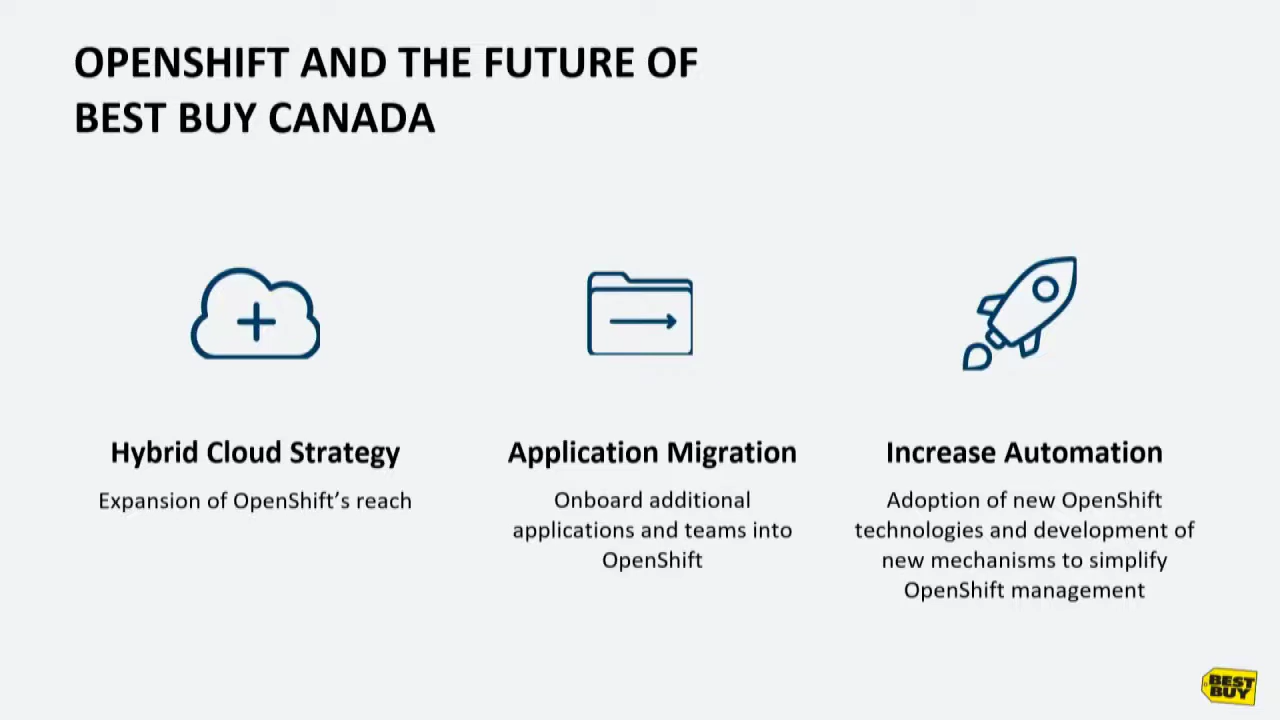 OPENSHIFT AND THE FUTURE OF
BEST BUY CANADA
Hybrid Cloud Strategy
Expansion of OpenShift’s reach
Application Migration
Onboard additional
applications and teams into
OpenShift
Increase Automation
Adoption of new OpenShift
technologies and development of
new mechanisms to simplify
OpenShift management
BEST
BUY